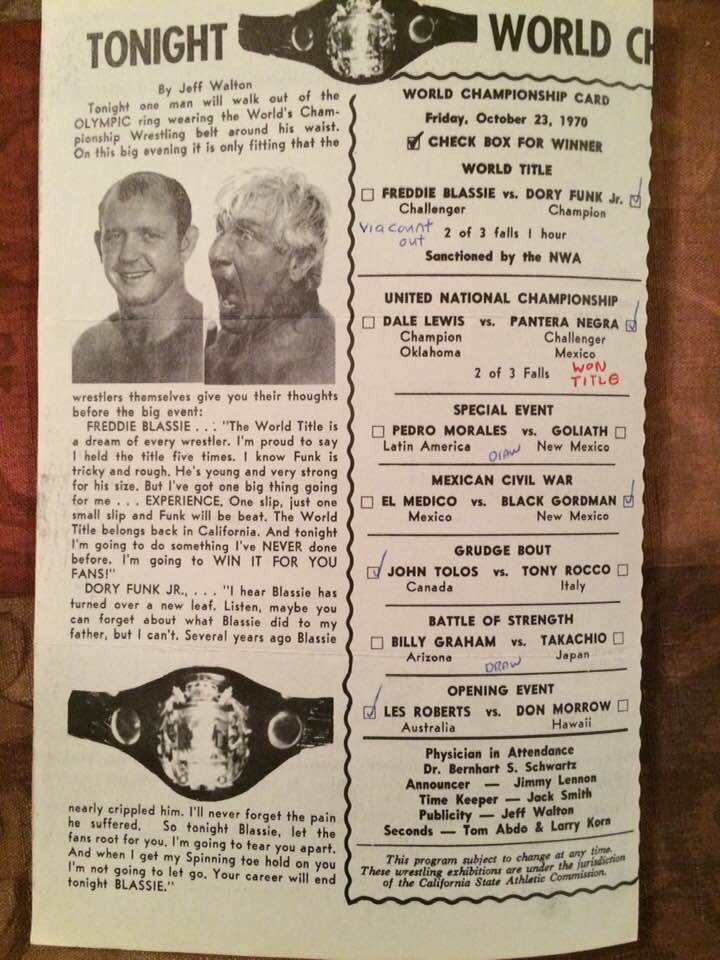 TONIGHT
WORLD CH
By Jeff Walton
Tonight one man will walk out of the
OLYMPIC ring wearing the World's Cham-
pionship Wrestling belt around his waist.
On this big evening it is only fitting that the
wrestlers themselves give you their thoughts
before the big event:
FREDDIE BLASSIE . . . "The World Title is
a dream of every wrestler. I'm proud to say
I held the title five times. I know Funk is
tricky and rough. He's young and very strong
for his size. But I've got one big thing going
for me . . . EXPERIENCE. One slip, just one
small slip and Funk will be beat. The World
Title belongs back in California. And tonight
I'm going to do something I've NEVER done
before. I'm going to WIN IT FOR YOU
FANS!"
DORY FUNK JR., . . . "I hear Blassie has
turned over a new leaf. Listen, maybe you
can forget about what Blassie did to my
father, but I can't. Several years ago Blassie
nearly crippled him. I'll never forget the pain
he suffered. So tonight Blassie, let the
fans root for you. I'm going to tear you apart.
And when I get my Spinning toe hold on you
I'm not going to let go. Your career will end
tonight BLASSIE."
WORLD CHAMPIONSHIP CARD
Friday, October 23, 1970
CHECK BOX FOR WINNER
WORLD TITLE
FREDDIE BLASSIE vs. DORY FUNK Jr.
Challenger Champion
Via count out
2 of 3 falls 1 hour
Sanctioned by the NWA
UNITED NATIONAL CHAMPIONSHIP
DALE LEWIS vs. PANTERA NEGRA
Champion Challenger
Oklahoma Mexico
2 of 3 Falls
WON
TITLE
SPECIAL EVENT
PEDRO MORALES vs. GOLIATH
Latin America New Mexico
DRAW
MEXICAN CIVIL WAR
EL MEDICO vs. BLACK GORDMAN
Mexico New Mexico
GRUDGE BOUT
JOHN TOLOS vs. TONY ROCCO
Canada Italy
BATTLE OF STRENGTH
BILLY GRAHAM vs. TAKACHIO
Arizona Japan
DRAW
OPENING EVENT
LES ROBERTS vs. DON MORROW
Australia Hawaii
Physician in Attendance
Dr. Bernhart S. Schwartz
Announcer — Jimmy Lennon
Time Keeper — Jack Smith
Publicity — Jeff Walton
Seconds — Tom Abdo & Larry Korn
This program subject to change at any time.
These wrestling exhibitions are under the jurisdiction
of the California State Athletic Commission.